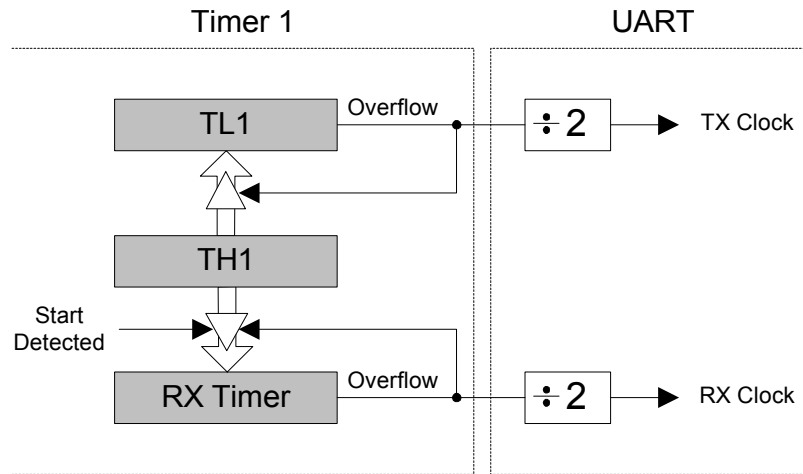 Timer 1
UART
TL1
Overflow
÷ 2
TX Clock
TH1
Start
Detected
RX Timer
Overflow
÷ 2
RX Clock